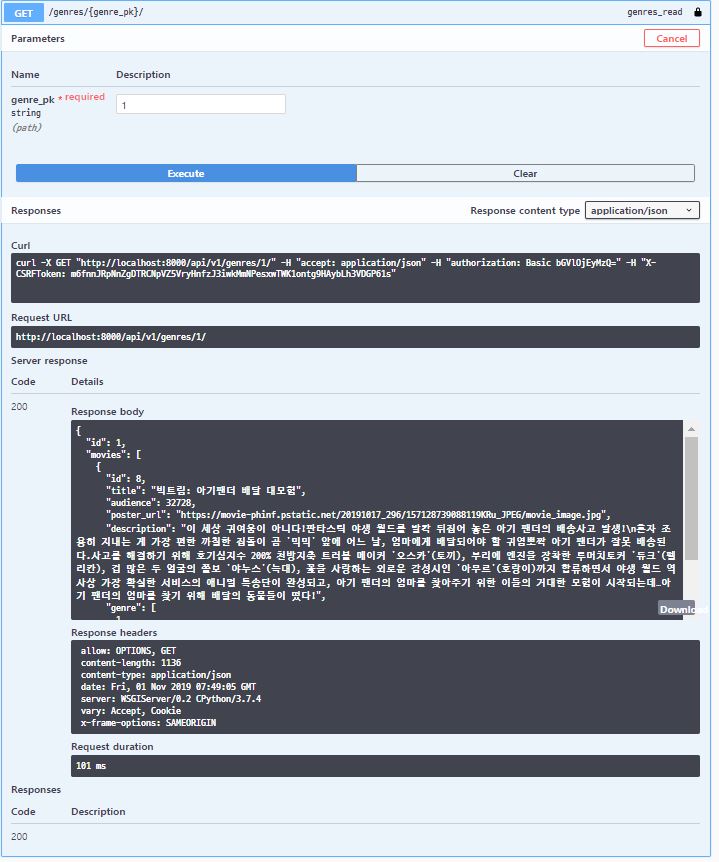 GET /genres/{genre_pk}/ genres_read
Parameters Cancel
Name Description
genre_pk * required
string
(path)
1
Execute Clear
Responses Response content type application/json
Curl
curl -X GET "http://localhost:8000/api/v1/genres/1/" -H "accept: application/json" -H "authorization: Basic bGVlOjEyMzQ=" -H "X-
CSRFToken: m6fnnJRpNnZgDTRCNpVZ5VryHnfzJ3iwkMmNPesxwTWK1ontg9HAybLh3VDGP61s"
Request URL
http://localhost:8000/api/v1/genres/1/
Server response
Code Details
200
Response body
{
"id": 1,
"movies": [
{
"id": 8,
"title": "빅트립: 아기팬더 배달 대모험",
"audience": 32728,
"poster_url": "https://movie-phinf.pstatic.net/20191017_296/157128739088119KRu_JPEG/movie_image.jpg",
"description": "이 세상 귀여움이 아니다!판타스틱 야생 월드를 발칵 뒤집어 놓은 아기 팬더의 배송사고 발생!\n혼자 조
용히 지내는 게 가장 편한 까칠한 집돌이 곰 '믹믹' 앞에 어느 날, 엄마에게 배달되어야 할 귀염뽀짝 아기 팬더가 잘못 배송된
다.사고를 해결하기 위해 호기심지수 200% 천방지축 트러블 메이커 '오스카'(토끼), 부리에 엔진을 장착한 투머치토커 '듀크'(펠
리칸), 겁 많은 두 얼굴의 쫄보 '야누스'(늑대), 꽃을 사랑하는 외로운 감성시인 '아무르'(호랑이)까지 합류하면서 야생 월드 역
사상 가장 확실한 서비스의 애니멀 특송단이 완성되고, 아기 팬더의 엄마를 찾아주기 위한 이들의 거대한 모험이 시작되는데…아
기 팬더의 엄마를 찾기 위해 배달의 동물들이 떴다!",
"genre": [
1
Download
Response headers
allow: OPTIONS, GET
content-length: 1136
content-type: application/json
date: Fri, 01 Nov 2019 07:49:05 GMT
server: WSGIServer/0.2 CPython/3.7.4
vary: Accept, Cookie
x-frame-options: SAMEORIGIN
Request duration
101 ms
Responses
Code Description
200